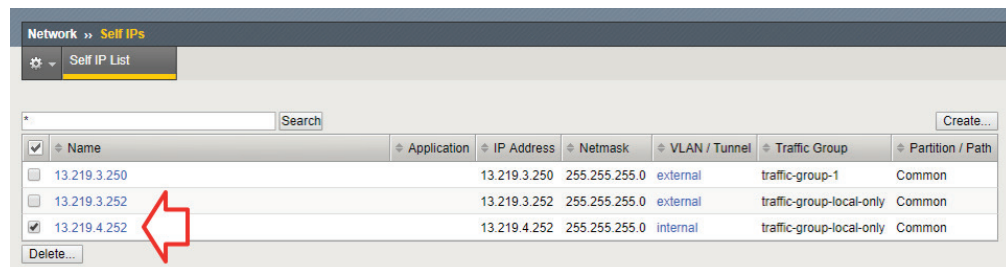 Network » Self IPs
Self IP List
*
Search
Create...
Name Application IP Address Netmask VLAN / Tunnel Traffic Group Partition / Path
13.219.3.250 13.219.3.250 255.255.255.0 external traffic-group-1 Common
13.219.3.252 13.219.3.252 255.255.255.0 external traffic-group-local-only Common
13.219.4.252 13.219.4.252 255.255.255.0 internal traffic-group-local-only Common
Delete...